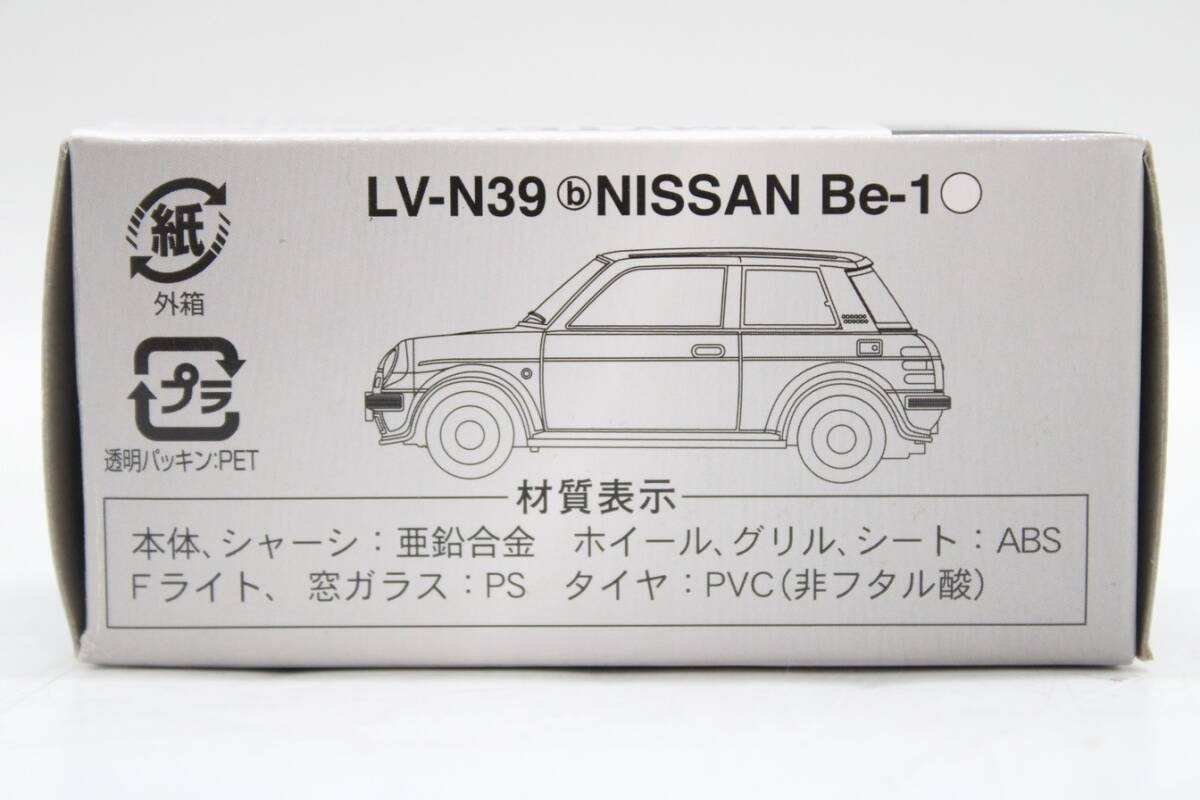 LV-N39 ⓑ NISSAN Be-1 ○
紙
外箱
プラ
透明パッキン:PET
材質表示
本体、シャーシ：亜鉛合金　ホイール、グリル、シート：ABS
Fライト、窓ガラス：PS　タイヤ：PVC(非フタル酸)